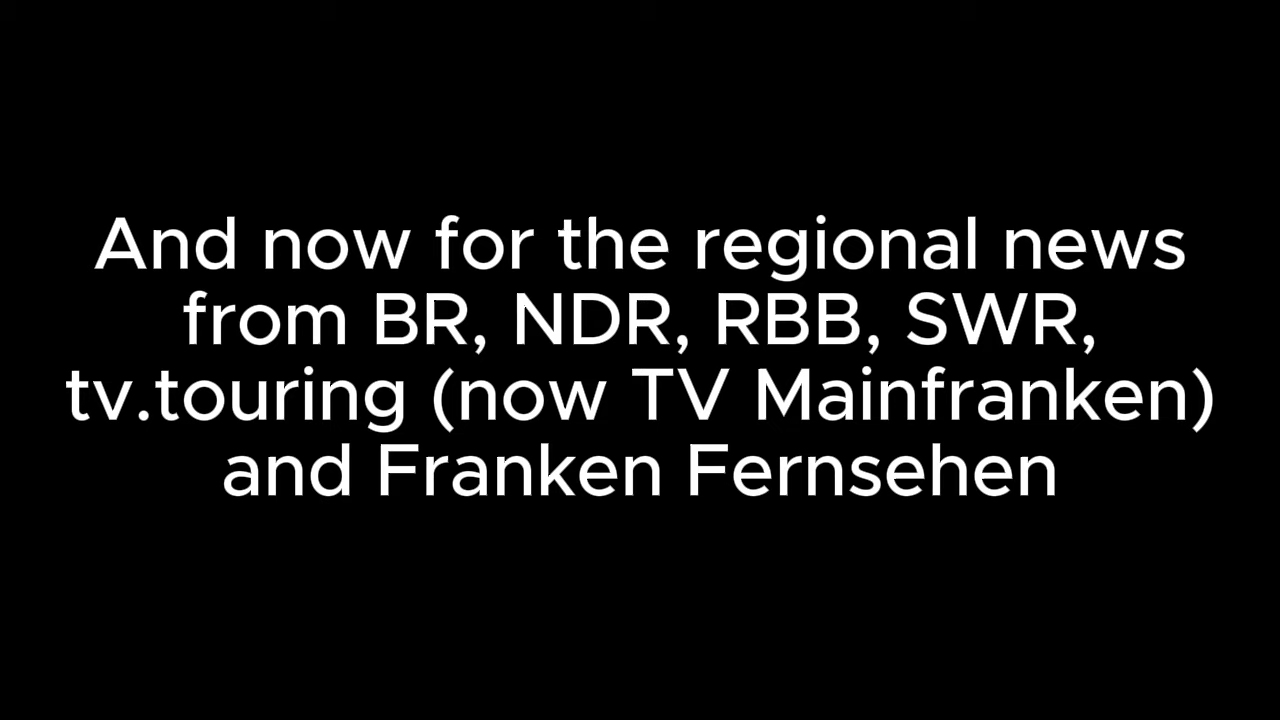 And now for the regional news
from BR, NDR, RBB, SWR,
tv.touring (now TV Mainfranken)
and Franken Fernsehen